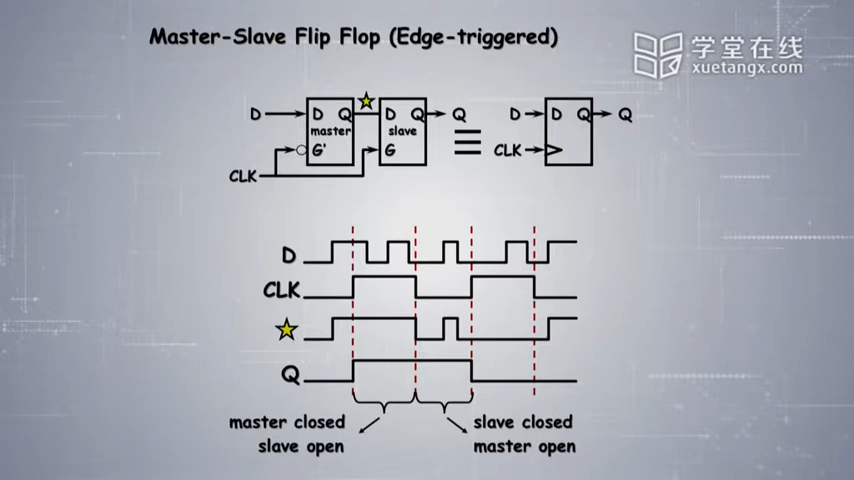 Master-Slave Flip Flop (Edge-triggered)
学堂在线
xuetangx.com
D D Q D Q Q D D Q Q
master slave
G' G CLK
CLK
D
CLK
Q
master closed slave closed
slave open master open